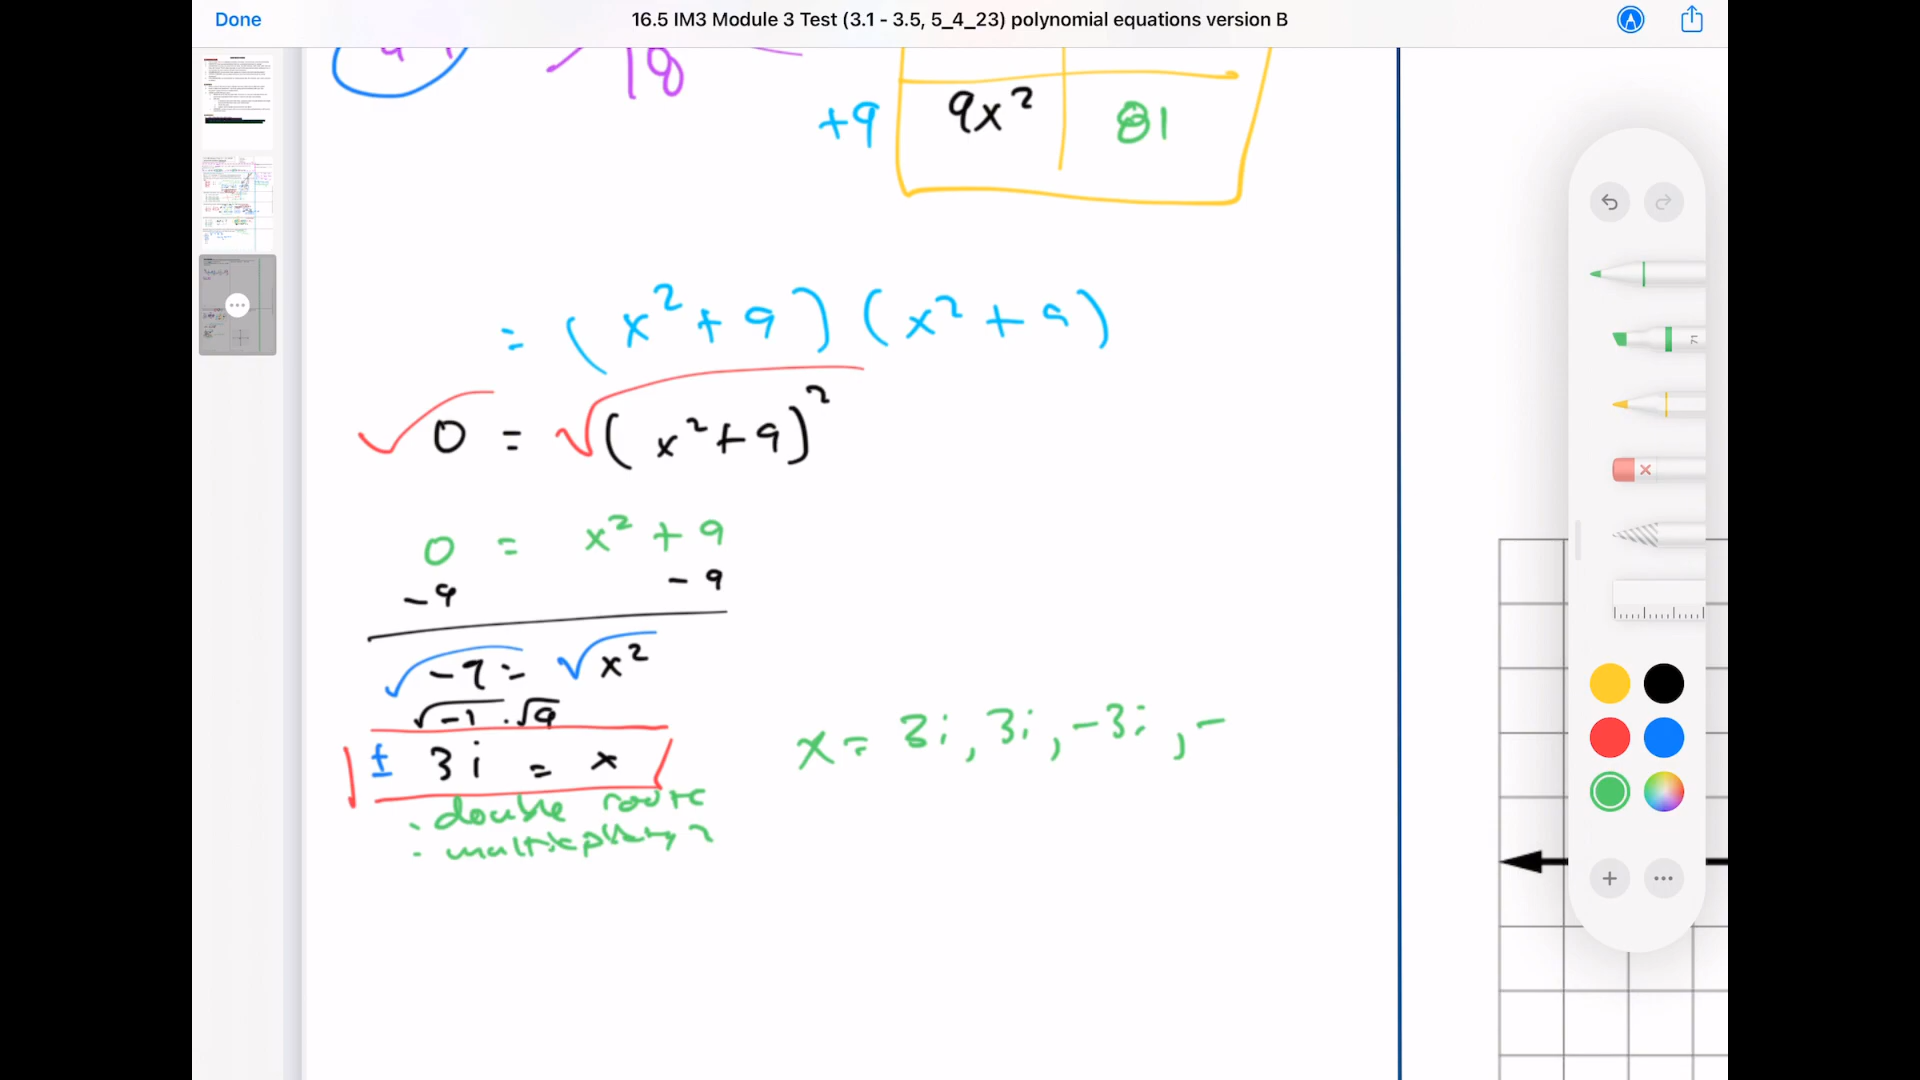 Done
16.5 IM3 Module 3 Test (3.1 - 3.5, 5_4_23) polynomial equations version B
18
+9 9x² 81
= (x² + 9)(x² + 9)
√0 = √(x² + 9)²
0 = x² + 9
-9 - 9
√-9 = √x²
√-1 · √9
± 3i = x
x = 3i, 3i, -3i, -
- double roote
- multiplicity 2
71